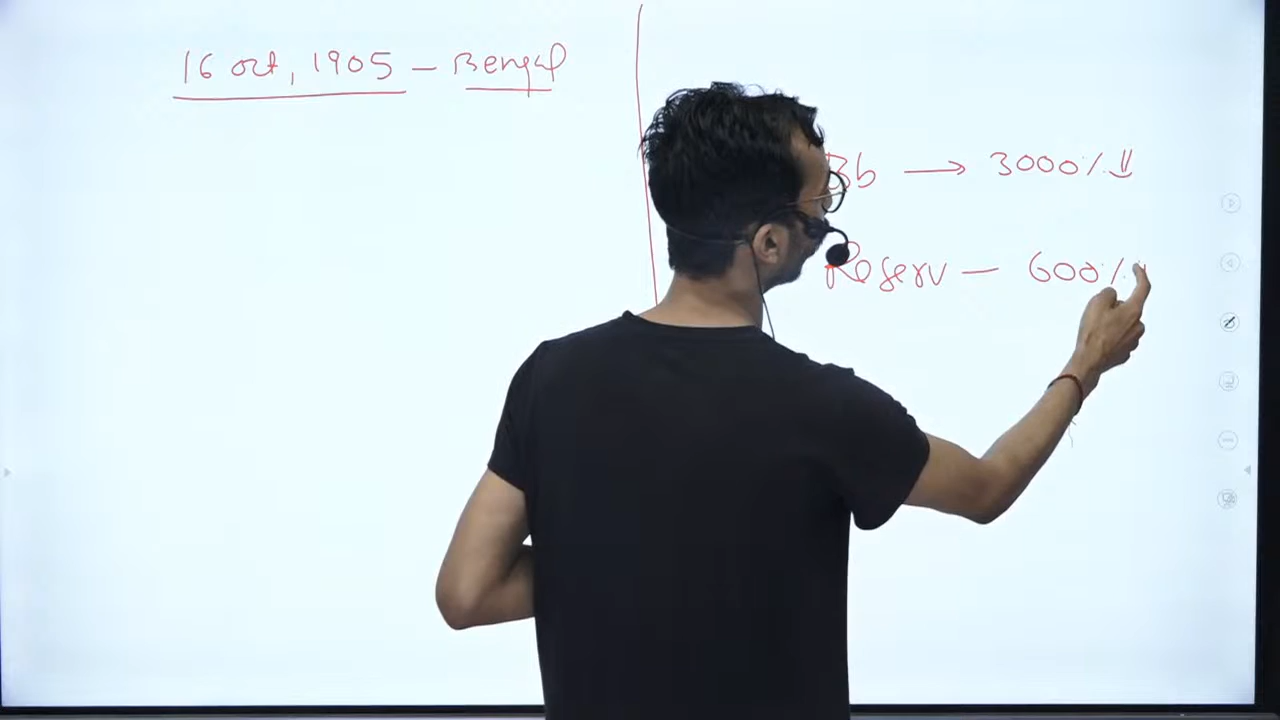 16 oct, 1905 - Bengal
Bb → 3000%
Reserv - 600%